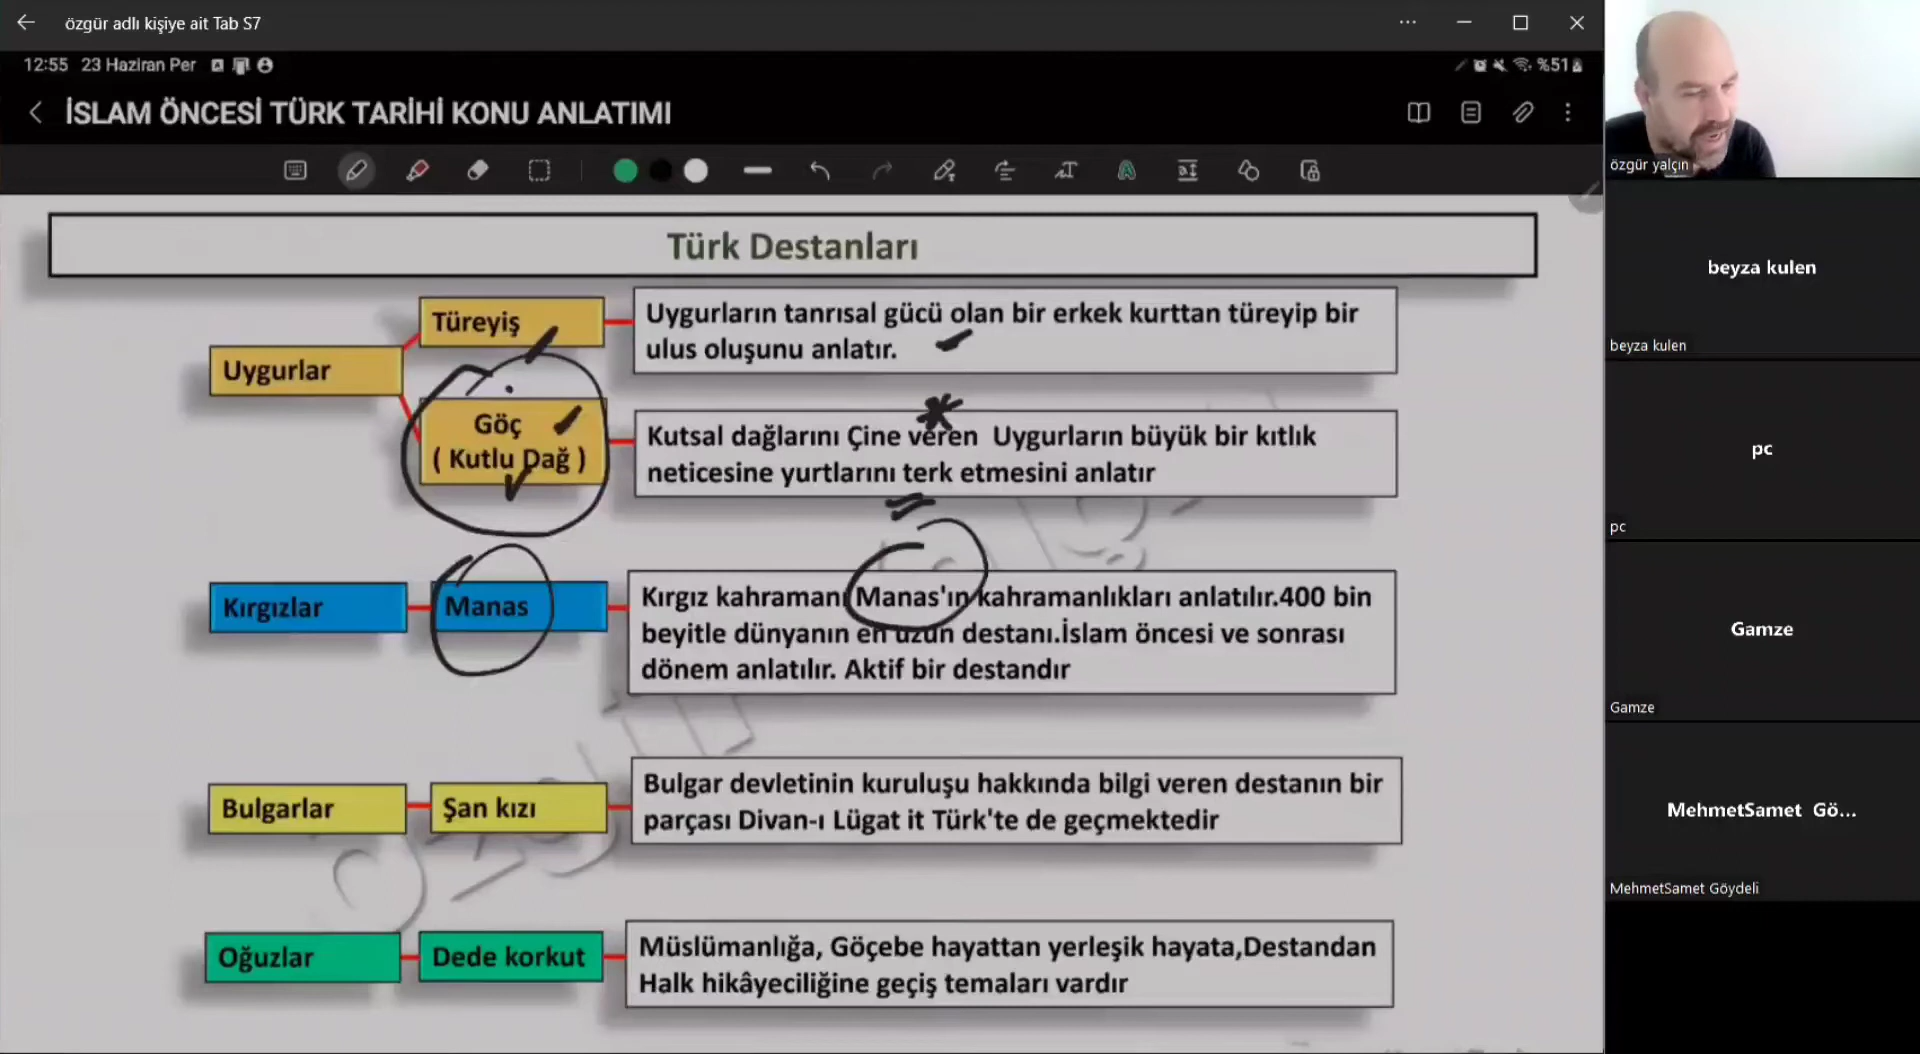 özgür adlı kişiye ait Tab S7
12:55 23 Haziran Per
%51
İSLAM ÖNCESİ TÜRK TARİHİ KONU ANLATIMI
Türk Destanları
Uygurlar
Türeyiş
Uygurların tanrısal gücü olan bir erkek kurttan türeyip bir
ulus oluşunu anlatır.
Göç
( Kutlu Dağ )
Kutsal dağlarını Çine veren Uygurların büyük bir kıtlık
neticesine yurtlarını terk etmesini anlatır
Kırgızlar
Manas
Kırgız kahramanı Manas'ın kahramanlıkları anlatılır.400 bin
beyitle dünyanın en uzun destanı.İslam öncesi ve sonrası
dönem anlatılır. Aktif bir destandır
Bulgarlar
Şan kızı
Bulgar devletinin kuruluşu hakkında bilgi veren destanın bir
parçası Divan-ı Lügat it Türk'te de geçmektedir
Oğuzlar
Dede korkut
Müslümanlığa, Göçebe hayattan yerleşik hayata,Destandan
Halk hikâyeciliğine geçiş temaları vardır
özgür yalçın
beyza kulen
beyza kulen
pc
pc
Gamze
Gamze
MehmetSamet Gö...
MehmetSamet Göydeli